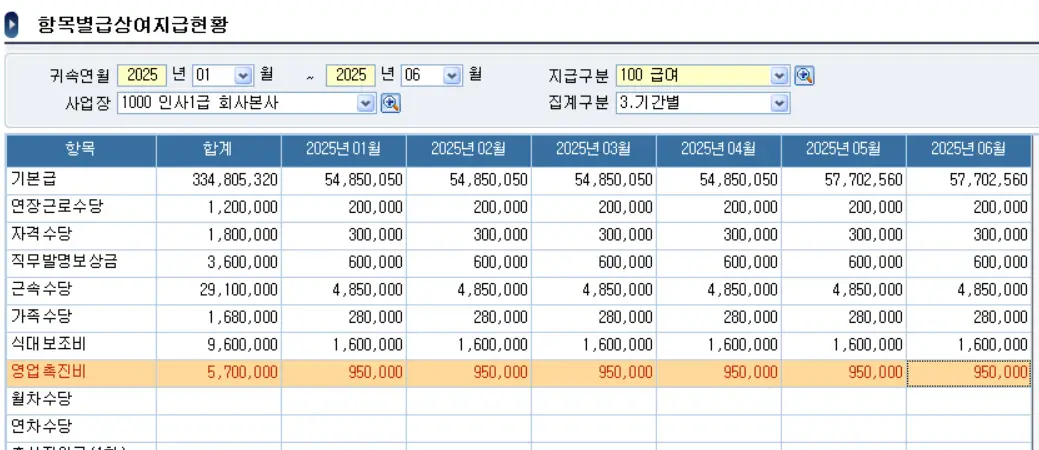 항목별급상여지급현황
귀속연월 2025 년 01 월 ~ 2025 년 06 월 지급구분 100 급여
사업장 1000 인사1급 회사본사 집계구분 3.기간별
항목 합계 2025년 01월 2025년 02월 2025년 03월 2025년 04월 2025년 05월 2025년 06월
기본급 334,805,320 54,850,050 54,850,050 54,850,050 54,850,050 57,702,560 57,702,560
연장근로수당 1,200,000 200,000 200,000 200,000 200,000 200,000 200,000
자격수당 1,800,000 300,000 300,000 300,000 300,000 300,000 300,000
직무발명보상금 3,600,000 600,000 600,000 600,000 600,000 600,000 600,000
근속수당 29,100,000 4,850,000 4,850,000 4,850,000 4,850,000 4,850,000 4,850,000
가족수당 1,680,000 280,000 280,000 280,000 280,000 280,000 280,000
식대보조비 9,600,000 1,600,000 1,600,000 1,600,000 1,600,000 1,600,000 1,600,000
영업촉진비 5,700,000 950,000 950,000 950,000 950,000 950,000 950,000
월차수당
연차수당